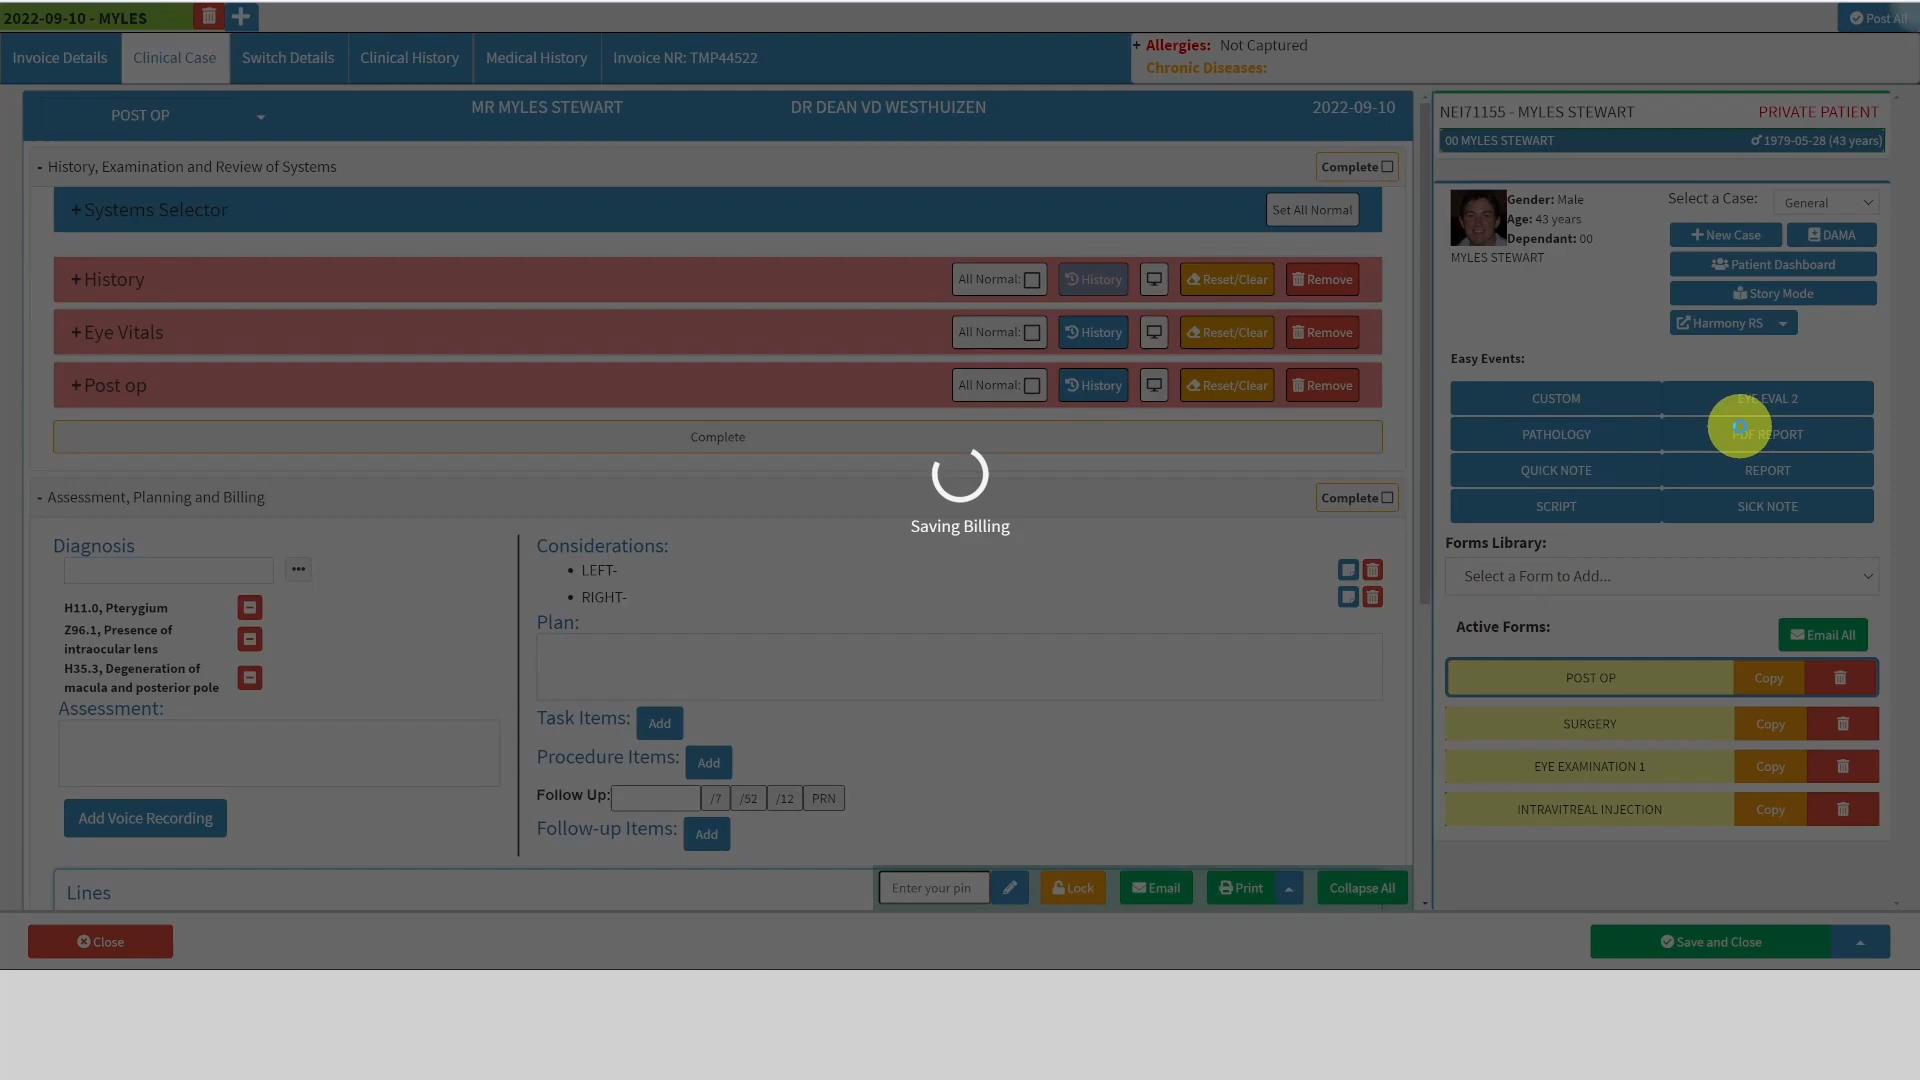 2022-09-10 - MYLES
Post All
Invoice Details
Clinical Case
Switch Details
Clinical History
Medical History
Invoice NR: TMP44522
+ Allergies: Not Captured
Chronic Diseases:
POST OP
MR MYLES STEWART
DR DEAN VD WESTHUIZEN
2022-09-10
- History, Examination and Review of Systems
Complete
+Systems Selector
Set All Normal
+History
All Normal:
History
Reset/Clear
Remove
+Eye Vitals
All Normal:
History
Reset/Clear
Remove
+Post op
All Normal:
History
Reset/Clear
Remove
Complete
Saving Billing
- Assessment, Planning and Billing
Complete
Diagnosis
H11.0, Pterygium
Z96.1, Presence of
intraocular lens
H35.3, Degeneration of
macula and posterior pole
Assessment:
Add Voice Recording
Considerations:
LEFT-
RIGHT-
Plan:
Task Items: Add
Procedure Items: Add
Follow Up: /7 /52 /12 PRN
Follow-up Items: Add
Lines
Enter your pin
Lock
Email
Print
Collapse All
Close
Save and Close
NEI71155 - MYLES STEWART
PRIVATE PATIENT
00 MYLES STEWART
1979-05-28 (43 years)
Gender: Male
Age: 43 years
Dependant: 00
MYLES STEWART
Select a Case: General
New Case
DAMA
Patient Dashboard
Story Mode
Harmony RS
Easy Events:
CUSTOM
EYE EVAL 2
PATHOLOGY
PDF REPORT
QUICK NOTE
REPORT
SCRIPT
SICK NOTE
Forms Library:
Select a Form to Add...
Active Forms:
Email All
POST OP Copy
SURGERY Copy
EYE EXAMINATION 1 Copy
INTRAVITREAL INJECTION Copy